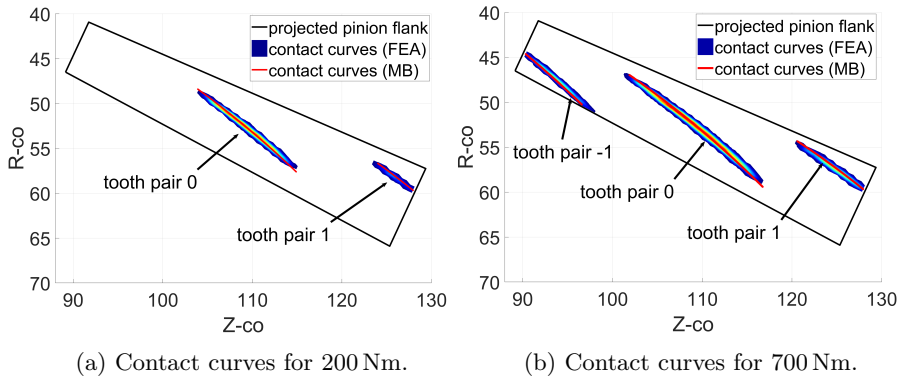 40
45
50
55
60
65
70
R-co
90
100
110
120
130
Z-co
projected pinion flank
contact curves (FEA)
contact curves (MB)
tooth pair 0
tooth pair 1
(a) Contact curves for 200 Nm.
40
45
50
55
60
65
70
R-co
90
100
110
120
130
Z-co
projected pinion flank
contact curves (FEA)
contact curves (MB)
tooth pair -1
tooth pair 0
tooth pair 1
(b) Contact curves for 700 Nm.